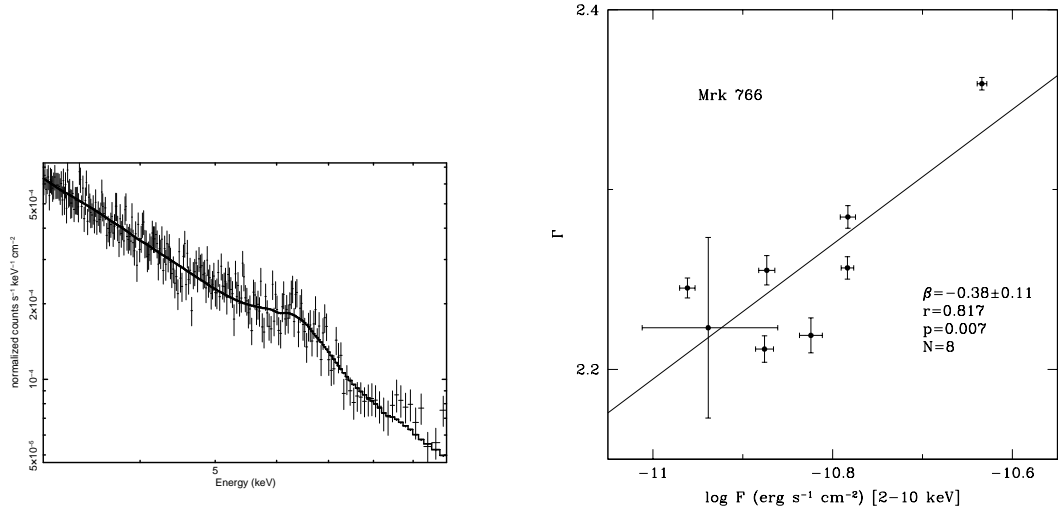 normalized counts s⁻¹ keV⁻¹ cm⁻²
5×10⁻⁴
2×10⁻⁴
10⁻⁴
5×10⁻⁵
5
Energy (keV)
2.4
Mrk 766
Γ
β=−0.38±0.11
r=0.817
p=0.007
N=8
2.2
−11 −10.8 −10.6
log F (erg s⁻¹ cm⁻²) [2−10 keV]